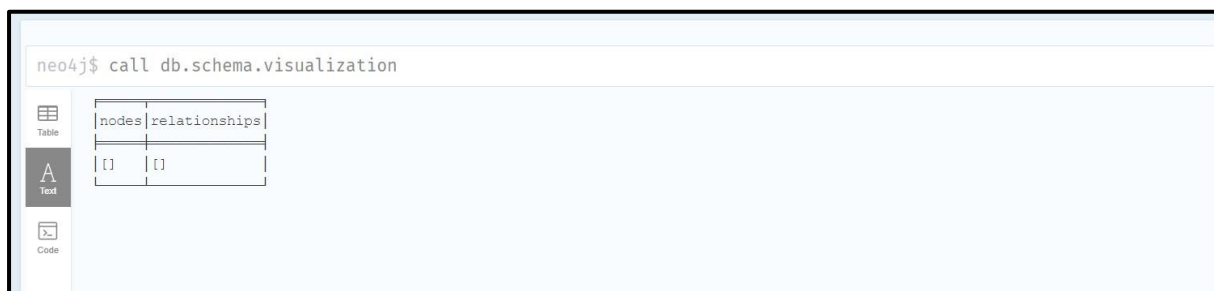 neo4j$ call db.schema.visualization
Table
nodes relationships
[] []
A
Text
>_
Code